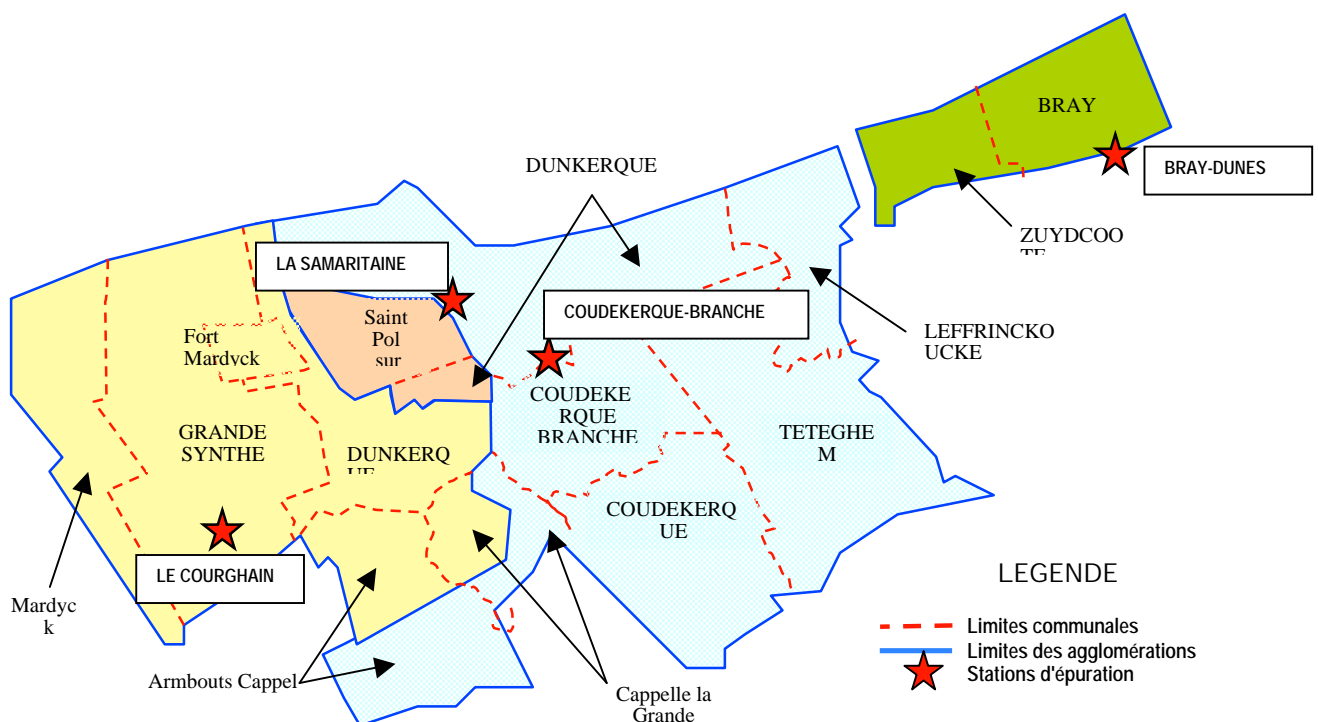 BRAY
DUNKERQUE
BRAY-DUNES
ZUYDCOO
TE
LA SAMARITAINE
COUDEKERQUE-BRANCHE
Saint
Pol
sur
Fort
Mardyck
LEFFRINCKO
UCKE
COUDEKE
RQUE
BRANCHE
GRANDE
SYNTHE
DUNKERQ
UE
TETEGHE
M
COUDEKERQ
UE
LE COURGHAIN
Mardyc
k
LEGENDE
Limites communales
Limites des agglomérations
Stations d'épuration
Armbouts Cappel
Cappelle la
Grande